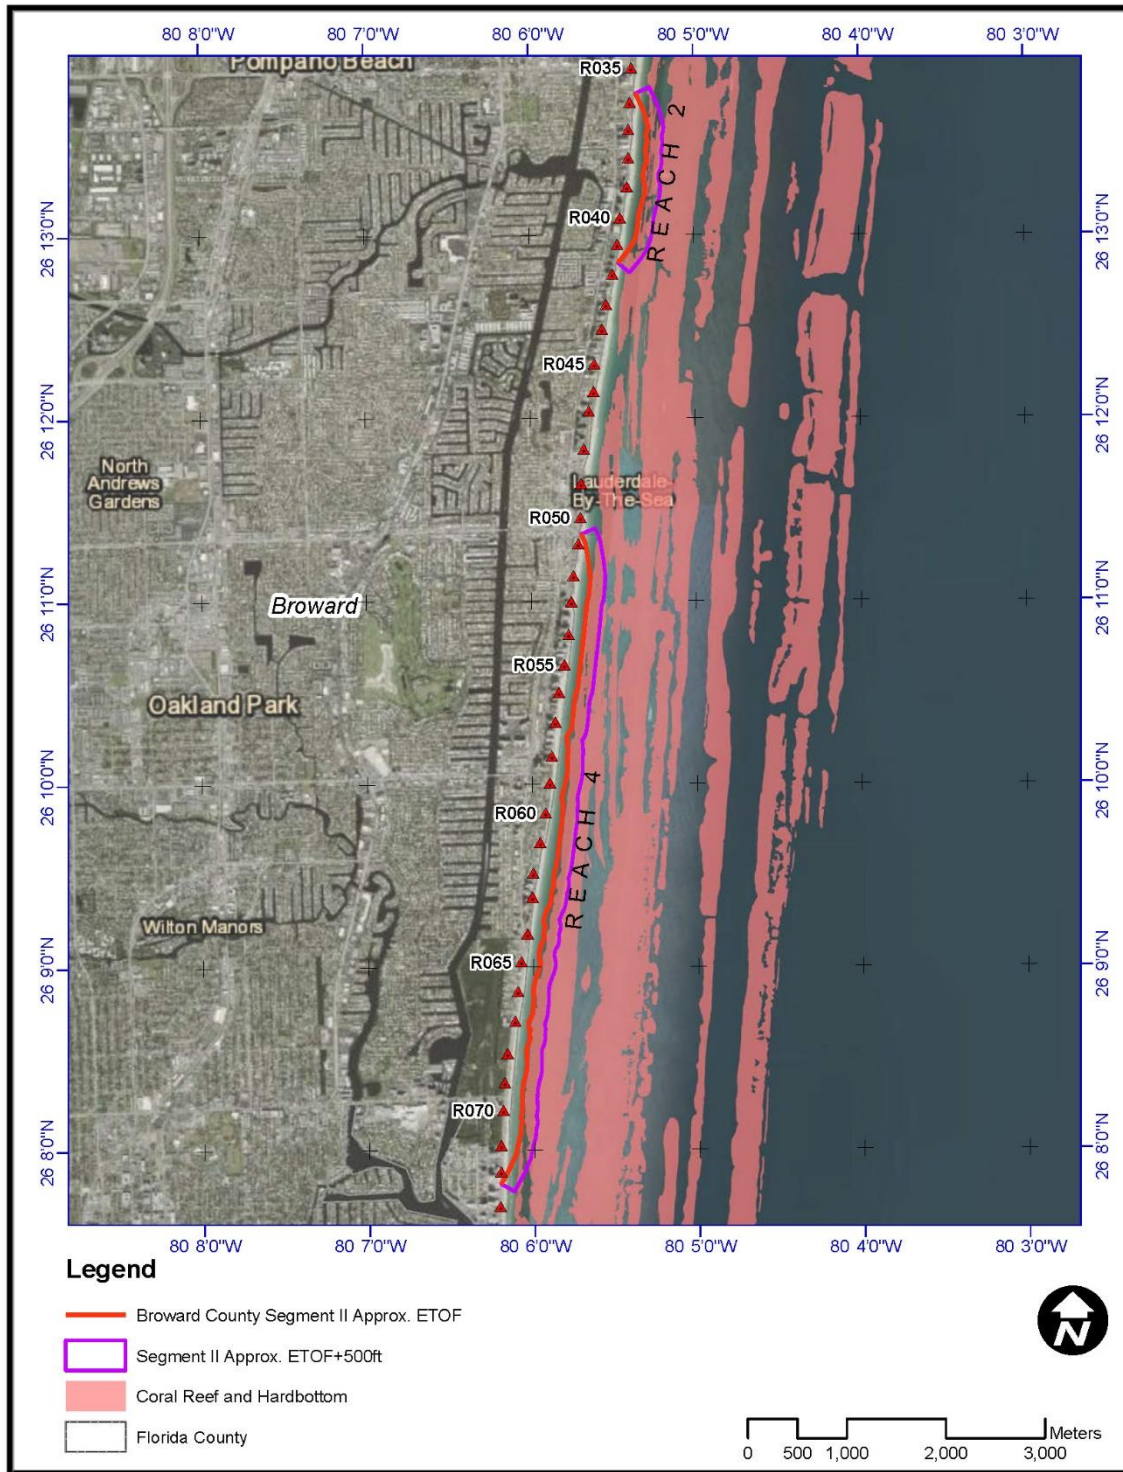 80 8'0"W
80 7'0"W
80 6'0"W
80 5'0"W
80 4'0"W
80 3'0"W
Pompano Beach
R035
REACH 2
R040
26 13'0"N
26 13'0"N
R045
26 12'0"N
26 12'0"N
North
Andrews
Gardens
Lauderdale-
By-The-Sea
R050
26 11'0"N
Broward
26 11'0"N
R055
Oakland Park
26 10'0"N
26 10'0"N
REACH 4
R060
Wilton Manors
R065
26 9'0"N
26 9'0"N
R070
26 8'0"N
26 8'0"N
80 8'0"W
80 7'0"W
80 6'0"W
80 5'0"W
80 4'0"W
80 3'0"W
Legend
Broward County Segment II Approx. ETOF
Segment II Approx. ETOF+500ft
Coral Reef and Hardbottom
Florida County
N
Meters
0 500 1,000 2,000 3,000